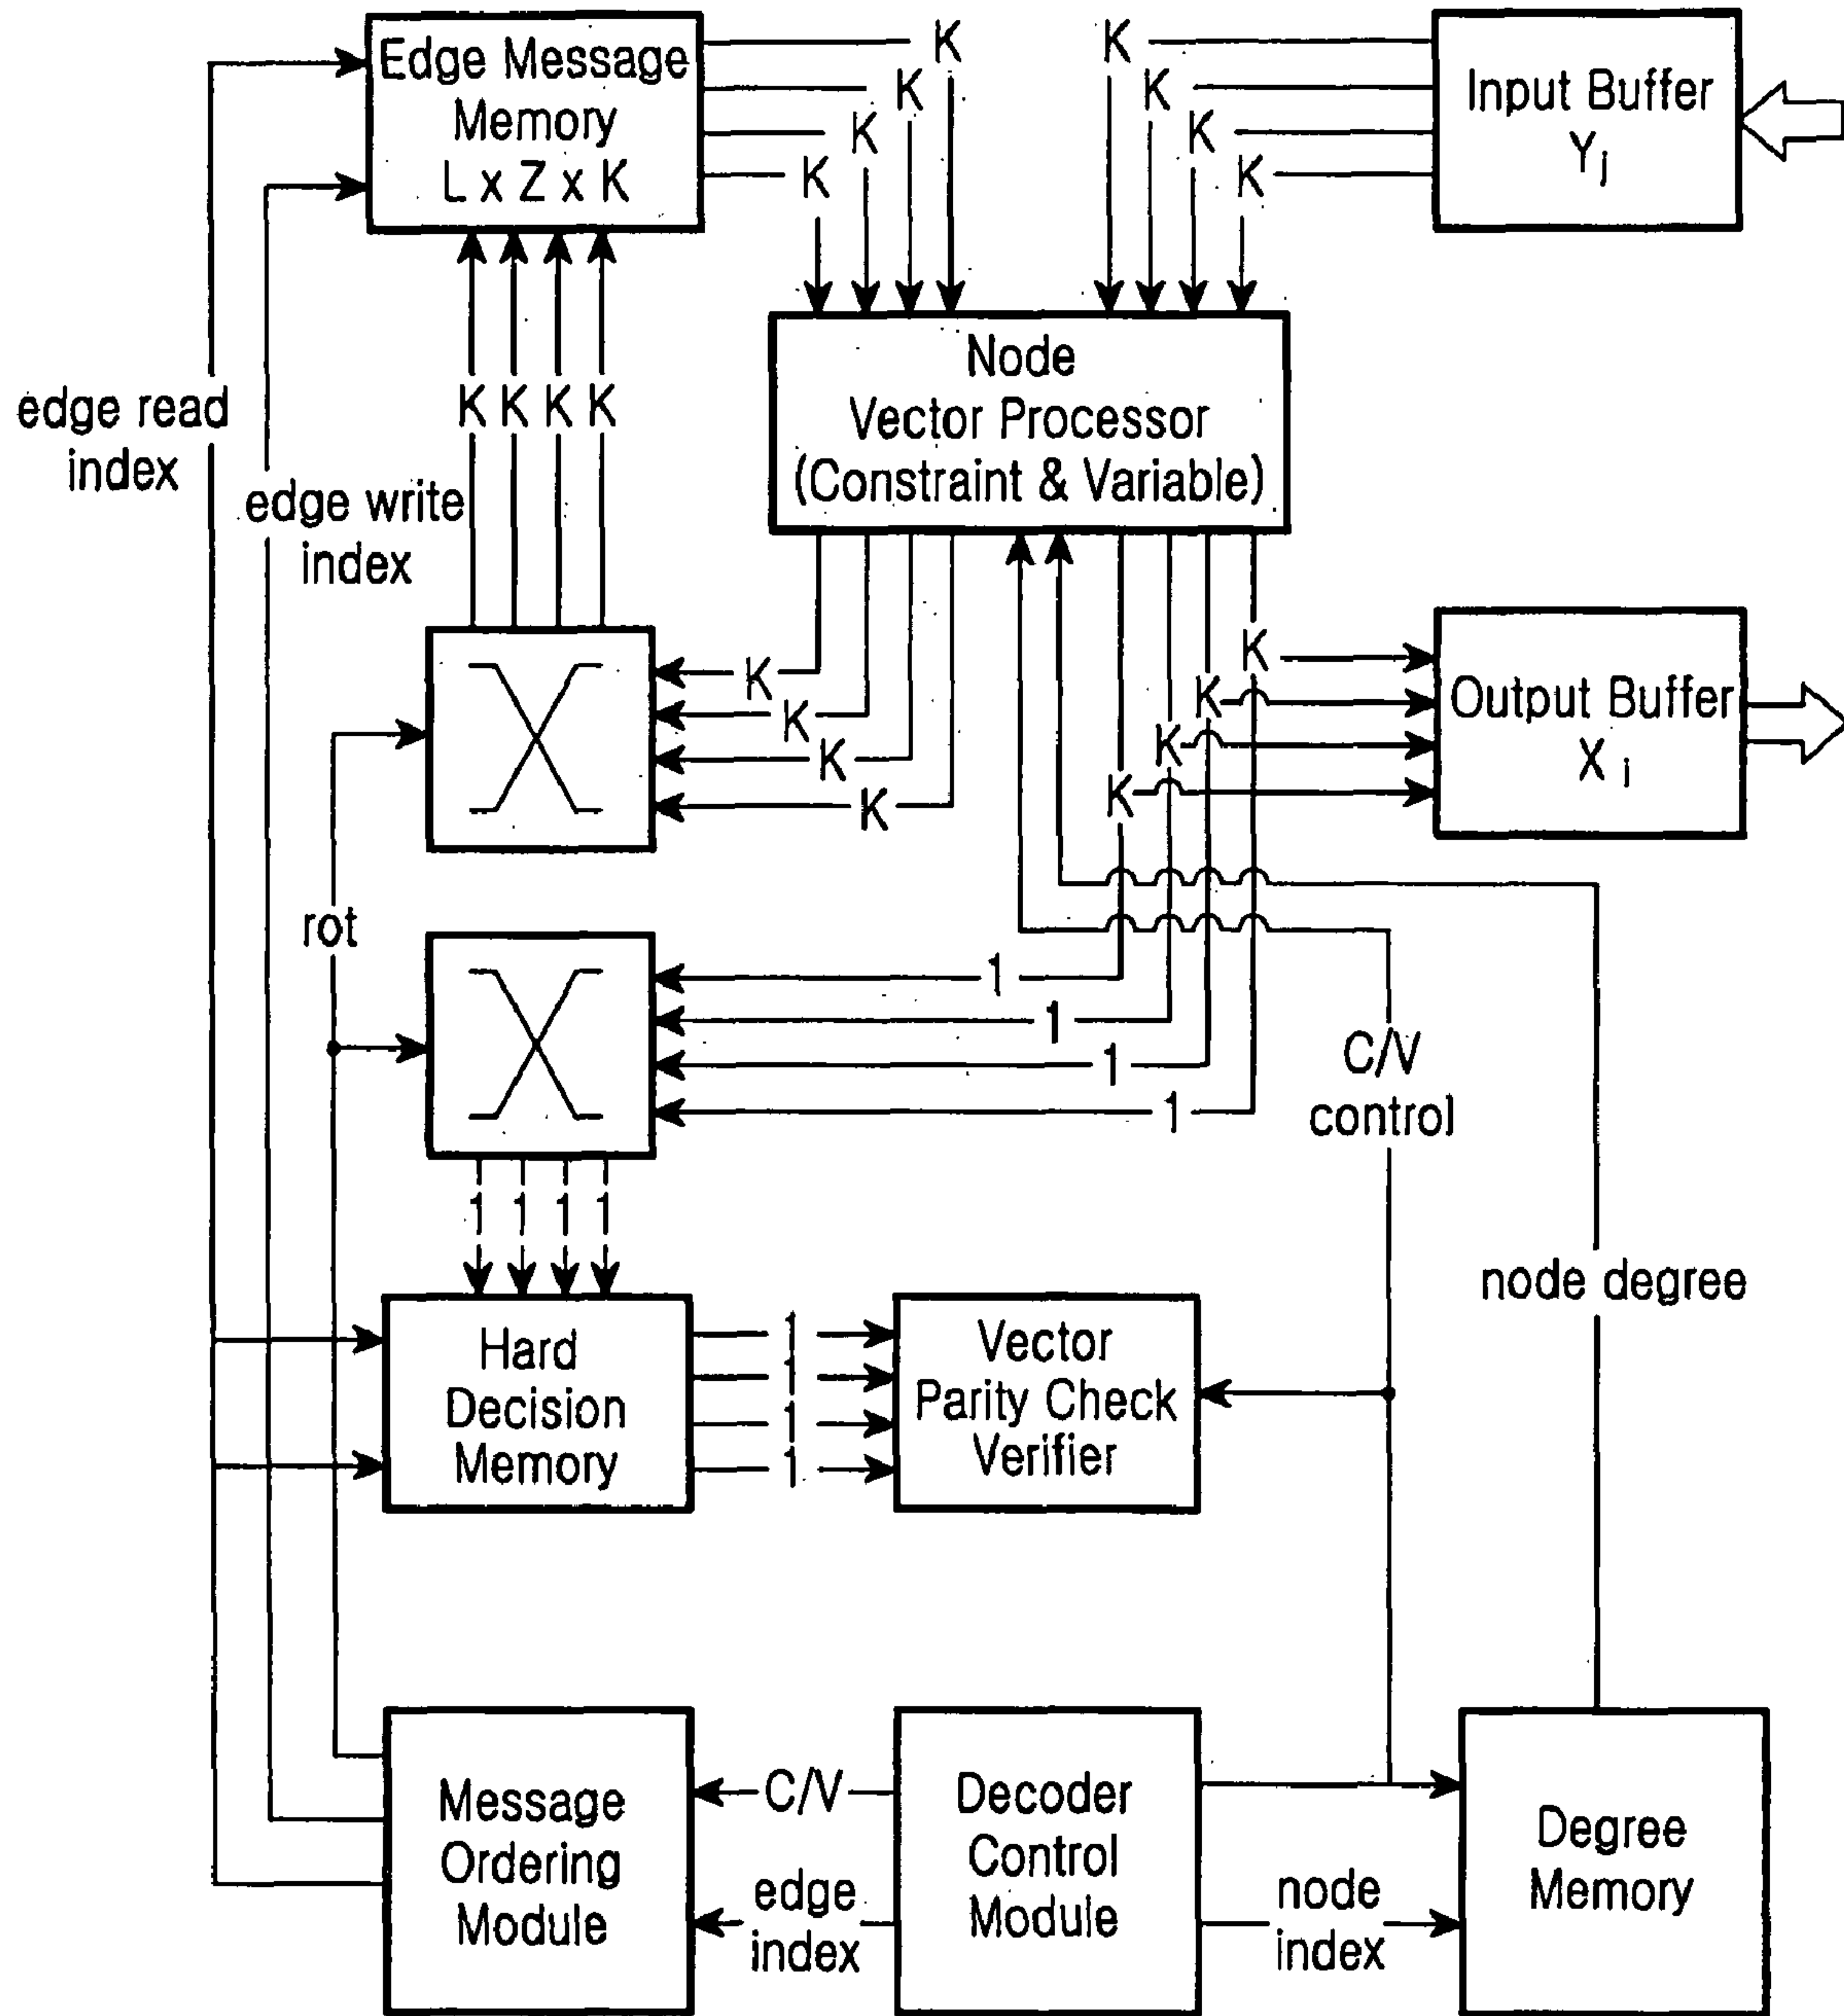 Edge Message
Memory
L x Z x K
K
K
K
K
K
K
K
K
Input Buffer
Yj
Node
Vector Processor
(Constraint & Variable)
edge read
index
K K K K
edge write
index
K
K
K
K
K
K
K
K
Output Buffer
X i
rot
1
1
1
1
C/V
control
1 1 1 1
node degree
Hard
Decision
Memory
1
1
1
1
Vector
Parity Check
Verifier
Message
Ordering
Module
C/V
edge
index
Decoder
Control
Module
node
index
Degree
Memory